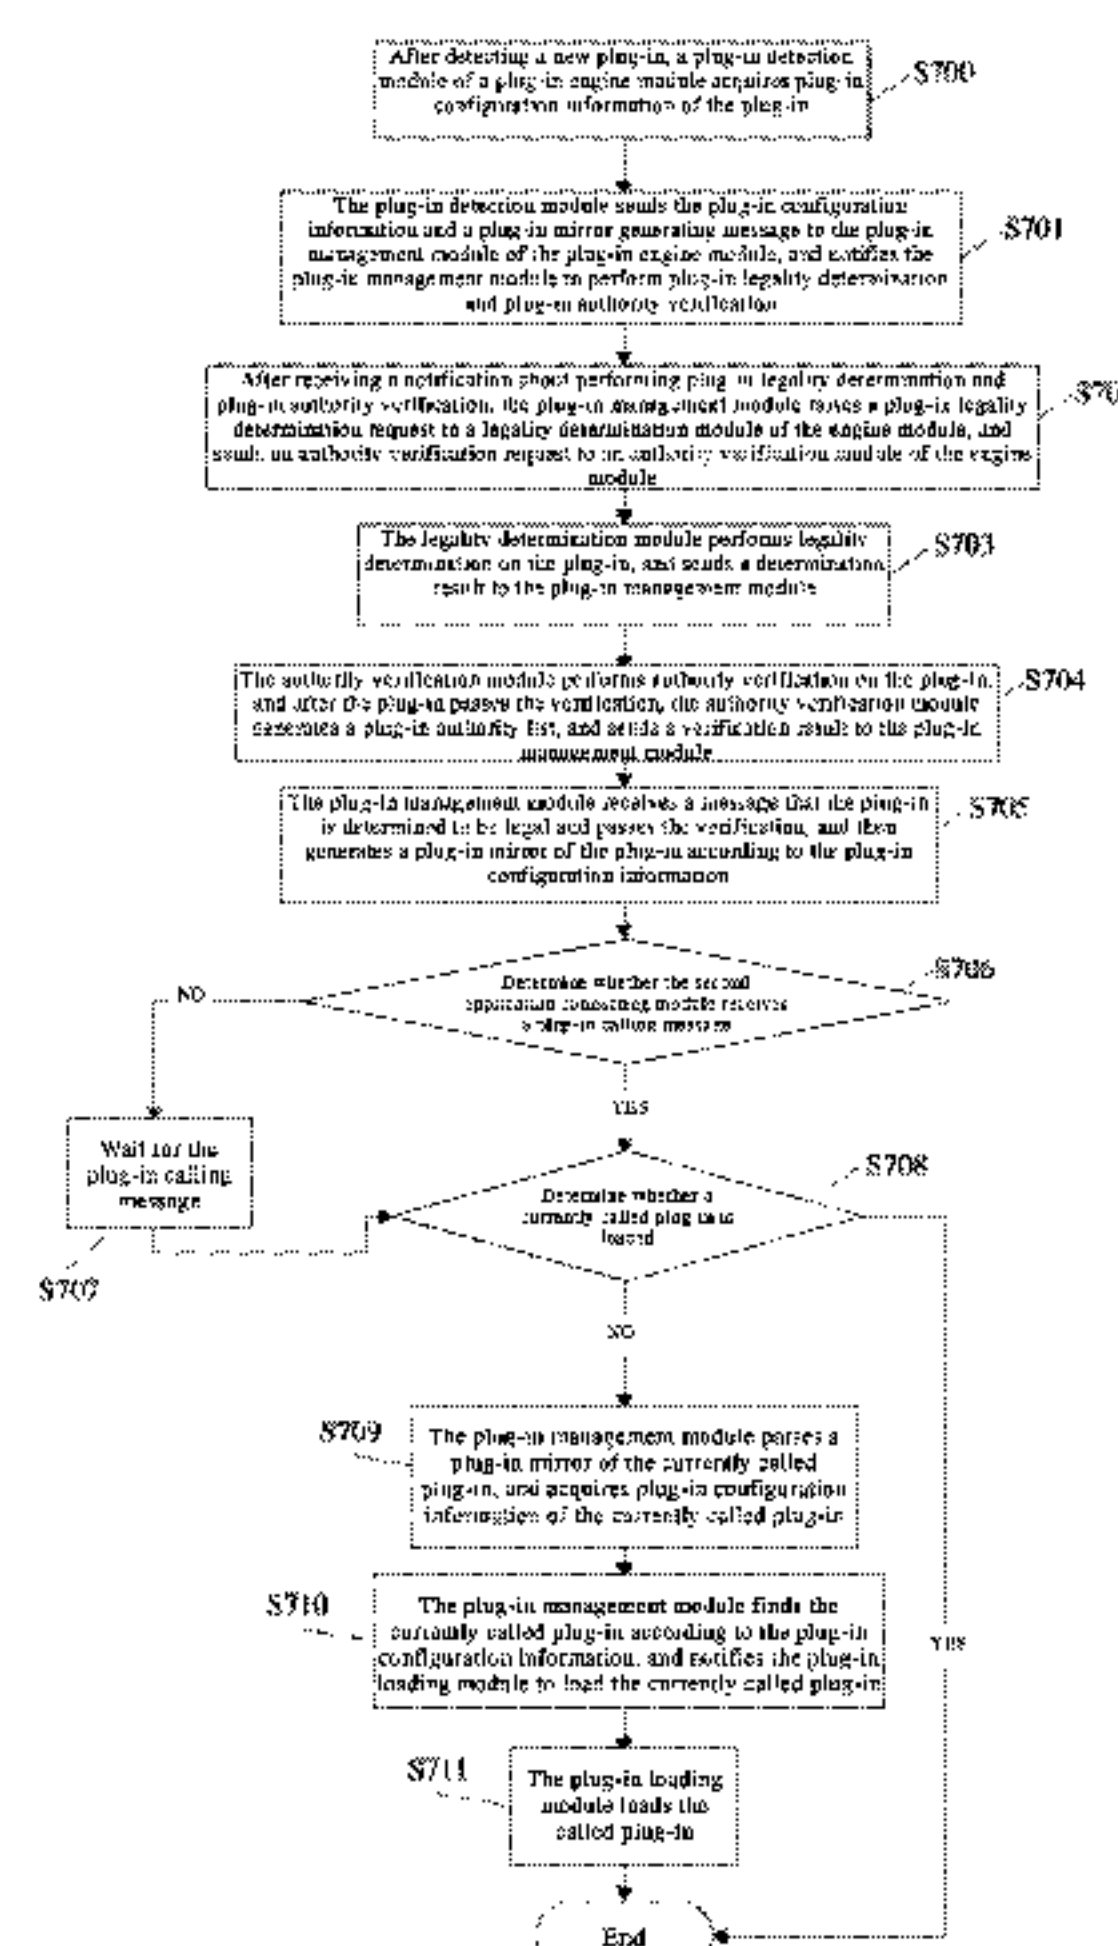 After detecting a new plug-in, a plug-in detection
module of a plug-in engine module acquires plug-in
configuration information of the plug-in
S700
The plug-in detection module sends the plug-in configuration
information and a plug-in mirror generating message to the plug-in
management module of the plug-in engine module, and notifies the
plug-in management module to perform plug-in legality determination
and plug-in authority verification
S701
After receiving a notification about performing plug-in legality determination and
plug-in authority verification, the plug-in management module raises a plug-in legality
determination request to a legality determination module of the engine module, and
sends an authority verification request to an authority verification module of the engine
module
S70
The legality determination module performs legality
determination on the plug-in, and sends a determination
result to the plug-in management module
S703
The authority verification module performs authority verification on the plug-in,
and after the plug-in passes the verification, the authority verification module
generates a plug-in authority list, and sends a verification result to the plug-in
management module
S704
The plug-in management module receives a message that the plug-in
is determined to be legal and passes the verification, and then
generates a plug-in mirror of the plug-in according to the plug-in
configuration information
S705
Determine whether the second
application connecting module receives
a plug-in calling message
S706
NO
YES
Wait for the
plug-in calling
message
S707
Determine whether a
currently called plug-in is
loaded
S708
NO
S709
The plug-in management module parses a
plug-in mirror of the currently called
plug-in, and acquires plug-in configuration
information of the currently called plug-in
S710
The plug-in management module finds the
currently called plug-in according to the plug-in
configuration information, and notifies the plug-in
loading module to load the currently called plug-in
YES
S711
The plug-in loading
module loads the
called plug-in
End